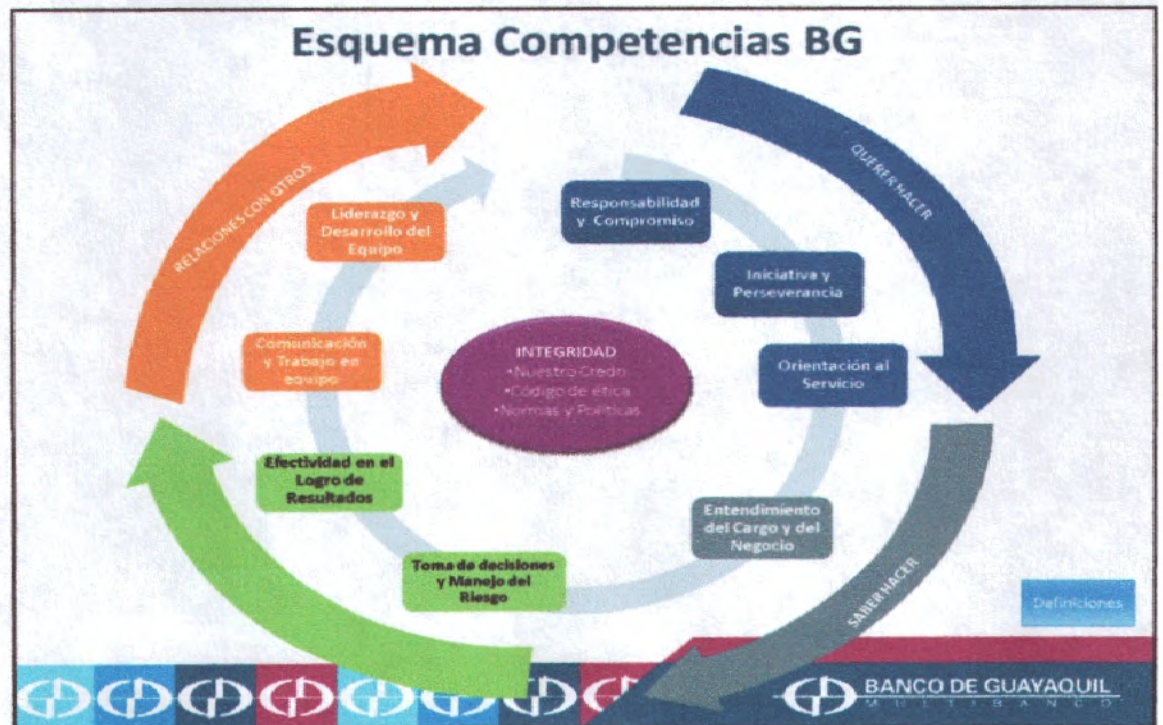 Esquema Competencias BG
QUERER HACER
RELACIONES CON OTROS
Responsabilidad
y Compromiso
Liderazgo y
Desarrollo del
Equipo
Iniciativa y
Perseverancia
Comunicación
y Trabajo en
equipo
INTEGRIDAD
•Nuestro Credo
•Código de ética
•Normas y Políticas
Orientación al
Servicio
Efectividad en el
Logro de
Resultados
Entendimiento
del Cargo y del
Negocio
Toma de decisiones
y Manejo del
Riesgo
SABER HACER
Definiciones
BANCO DE GUAYAQUIL
MULTIBANCO